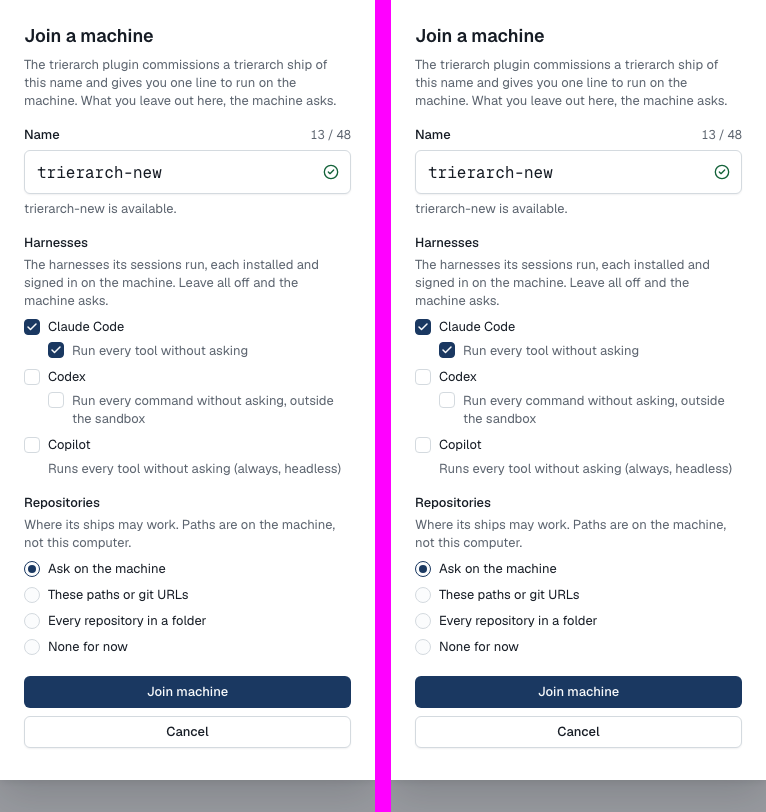 Join a machine
The trierarch plugin commissions a trierarch ship of
this name and gives you one line to run on the
machine. What you leave out here, the machine asks.
Name 13 / 48
trierarch-new
trierarch-new is available.
Harnesses
The harnesses its sessions run, each installed and
signed in on the machine. Leave all off and the
machine asks.
Claude Code
Run every tool without asking
Codex
Run every command without asking, outside
the sandbox
Copilot
Runs every tool without asking (always, headless)
Repositories
Where its ships may work. Paths are on the machine,
not this computer.
Ask on the machine
These paths or git URLs
Every repository in a folder
None for now
Join machine
Cancel
Join a machine
The trierarch plugin commissions a trierarch ship of
this name and gives you one line to run on the
machine. What you leave out here, the machine asks.
Name 13 / 48
trierarch-new
trierarch-new is available.
Harnesses
The harnesses its sessions run, each installed and
signed in on the machine. Leave all off and the
machine asks.
Claude Code
Run every tool without asking
Codex
Run every command without asking, outside
the sandbox
Copilot
Runs every tool without asking (always, headless)
Repositories
Where its ships may work. Paths are on the machine,
not this computer.
Ask on the machine
These paths or git URLs
Every repository in a folder
None for now
Join machine
Cancel